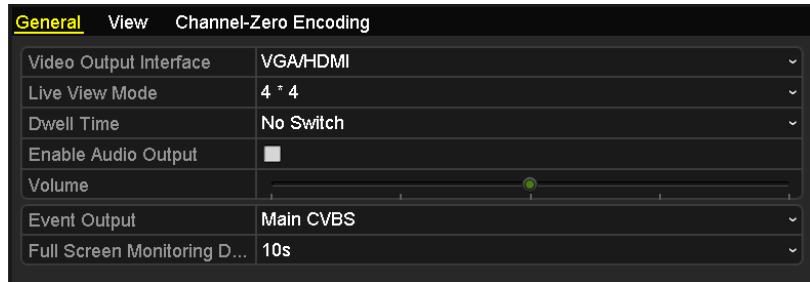 General View Channel-Zero Encoding
Video Output Interface VGA/HDMI
Live View Mode 4 * 4
Dwell Time No Switch
Enable Audio Output
Volume
Event Output Main CVBS
Full Screen Monitoring D... 10s